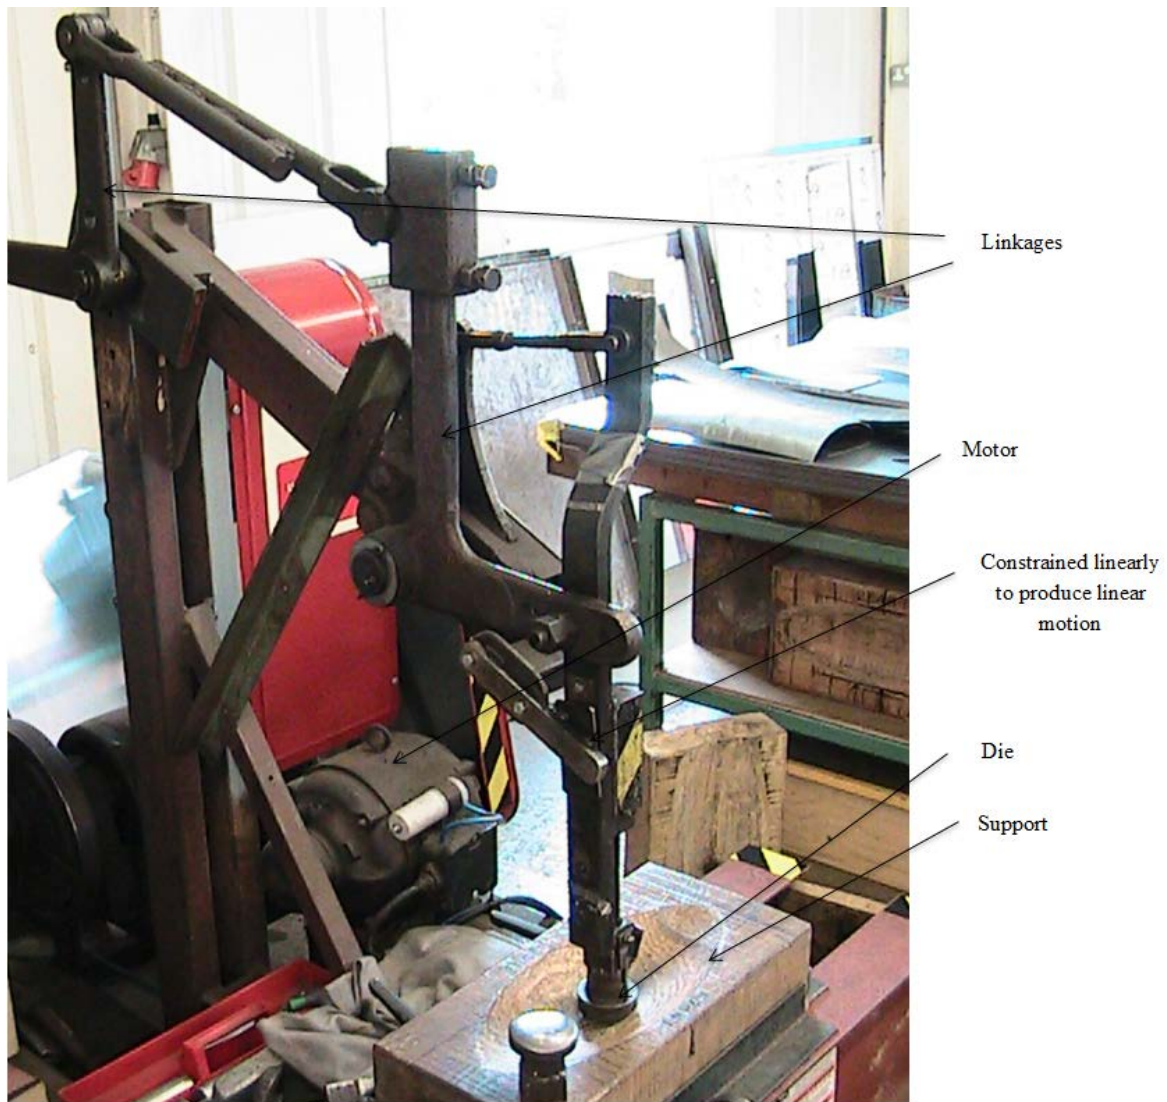 Linkages
Motor
Constrained linearly
to produce linear
motion
Die
Support